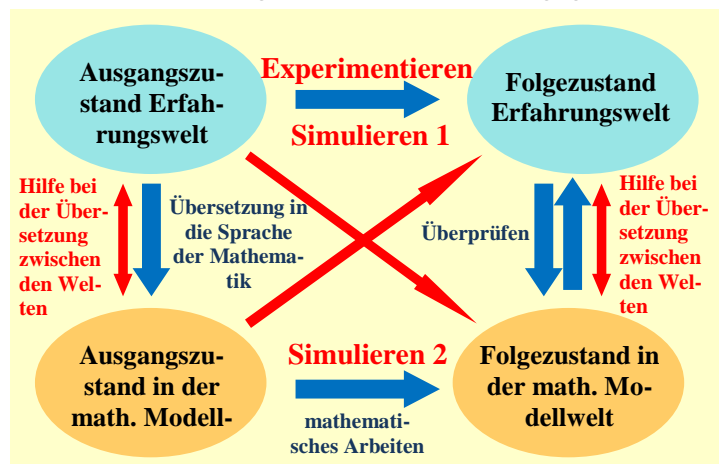 Ausgangszu-
stand Erfah-
rungswelt
Experimentieren
Simulieren 1
Folgezustand
Erfahrungswelt
Hilfe bei
der Über-
setzung
zwischen
den Wel-
ten
Übersetzung in
die Sprache
der Mathema-
tik
Überprüfen
Hilfe bei
der Über-
setzung
zwischen
den Wel-
ten
Ausgangszu-
stand in der
math. Modell-
Simulieren 2
mathemati-
sches Arbeiten
Folgezustand in
der math. Mo-
dellwelt